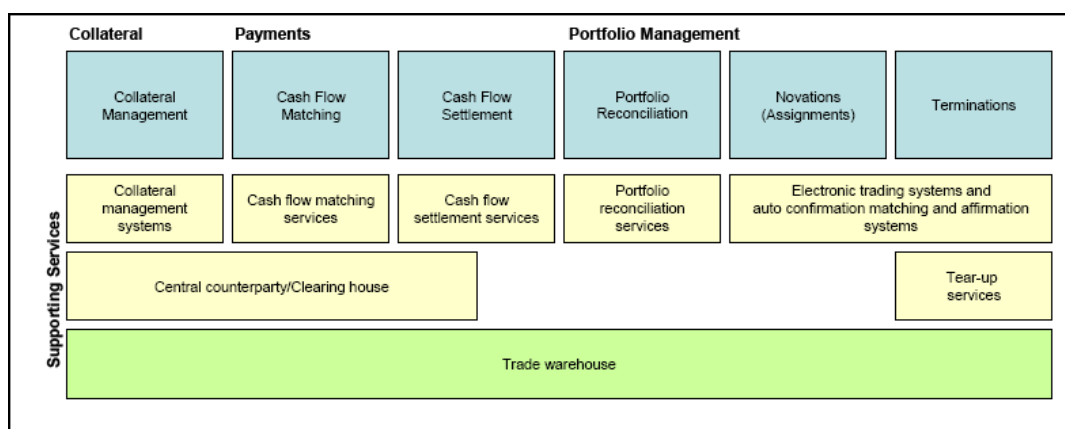 Collateral
Payments
Portfolio Management
Collateral
Management
Cash Flow
Matching
Cash Flow
Settlement
Portfolio
Reconciliation
Novations
(Assignments)
Terminations
Supporting Services
Collateral
management
systems
Cash flow matching
services
Cash flow
settlement services
Portfolio
reconciliation
services
Electronic trading systems and
auto confirmation matching and affirmation
systems
Central counterparty/Clearing house
Tear-up
services
Trade warehouse